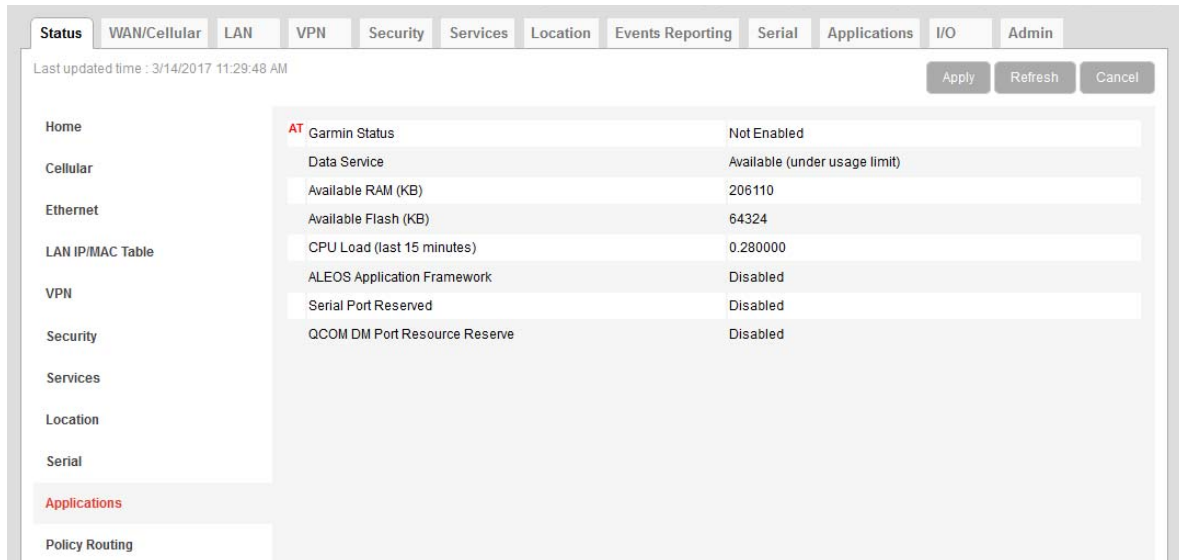 Status WAN/Cellular LAN VPN Security Services Location Events Reporting Serial Applications I/O Admin
Last updated time : 3/14/2017 11:29:48 AM
Apply Refresh Cancel
Home
Cellular
Ethernet
LAN IP/MAC Table
VPN
Security
Services
Location
Serial
Applications
Policy Routing
AT Garmin Status Not Enabled
Data Service Available (under usage limit)
Available RAM (KB) 206110
Available Flash (KB) 64324
CPU Load (last 15 minutes) 0.280000
ALEOS Application Framework Disabled
Serial Port Reserved Disabled
QCOM DM Port Resource Reserve Disabled